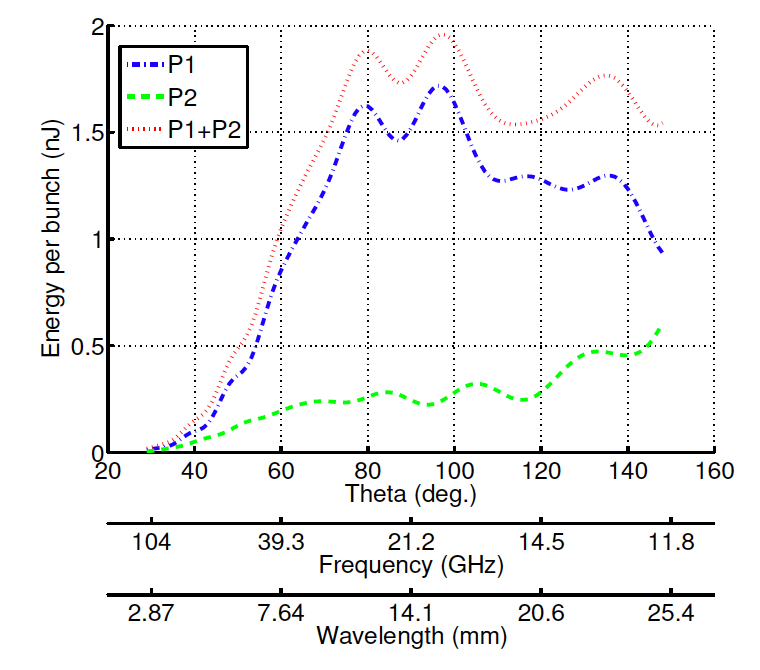 2
1.5
1
0.5
0
Energy per bunch (nJ)
P1
P2
P1+P2
20 40 60 80 100 120 140 160
Theta (deg.)
104 39.3 21.2 14.5 11.8
Frequency (GHz)
2.87 7.64 14.1 20.6 25.4
Wavelength (mm)